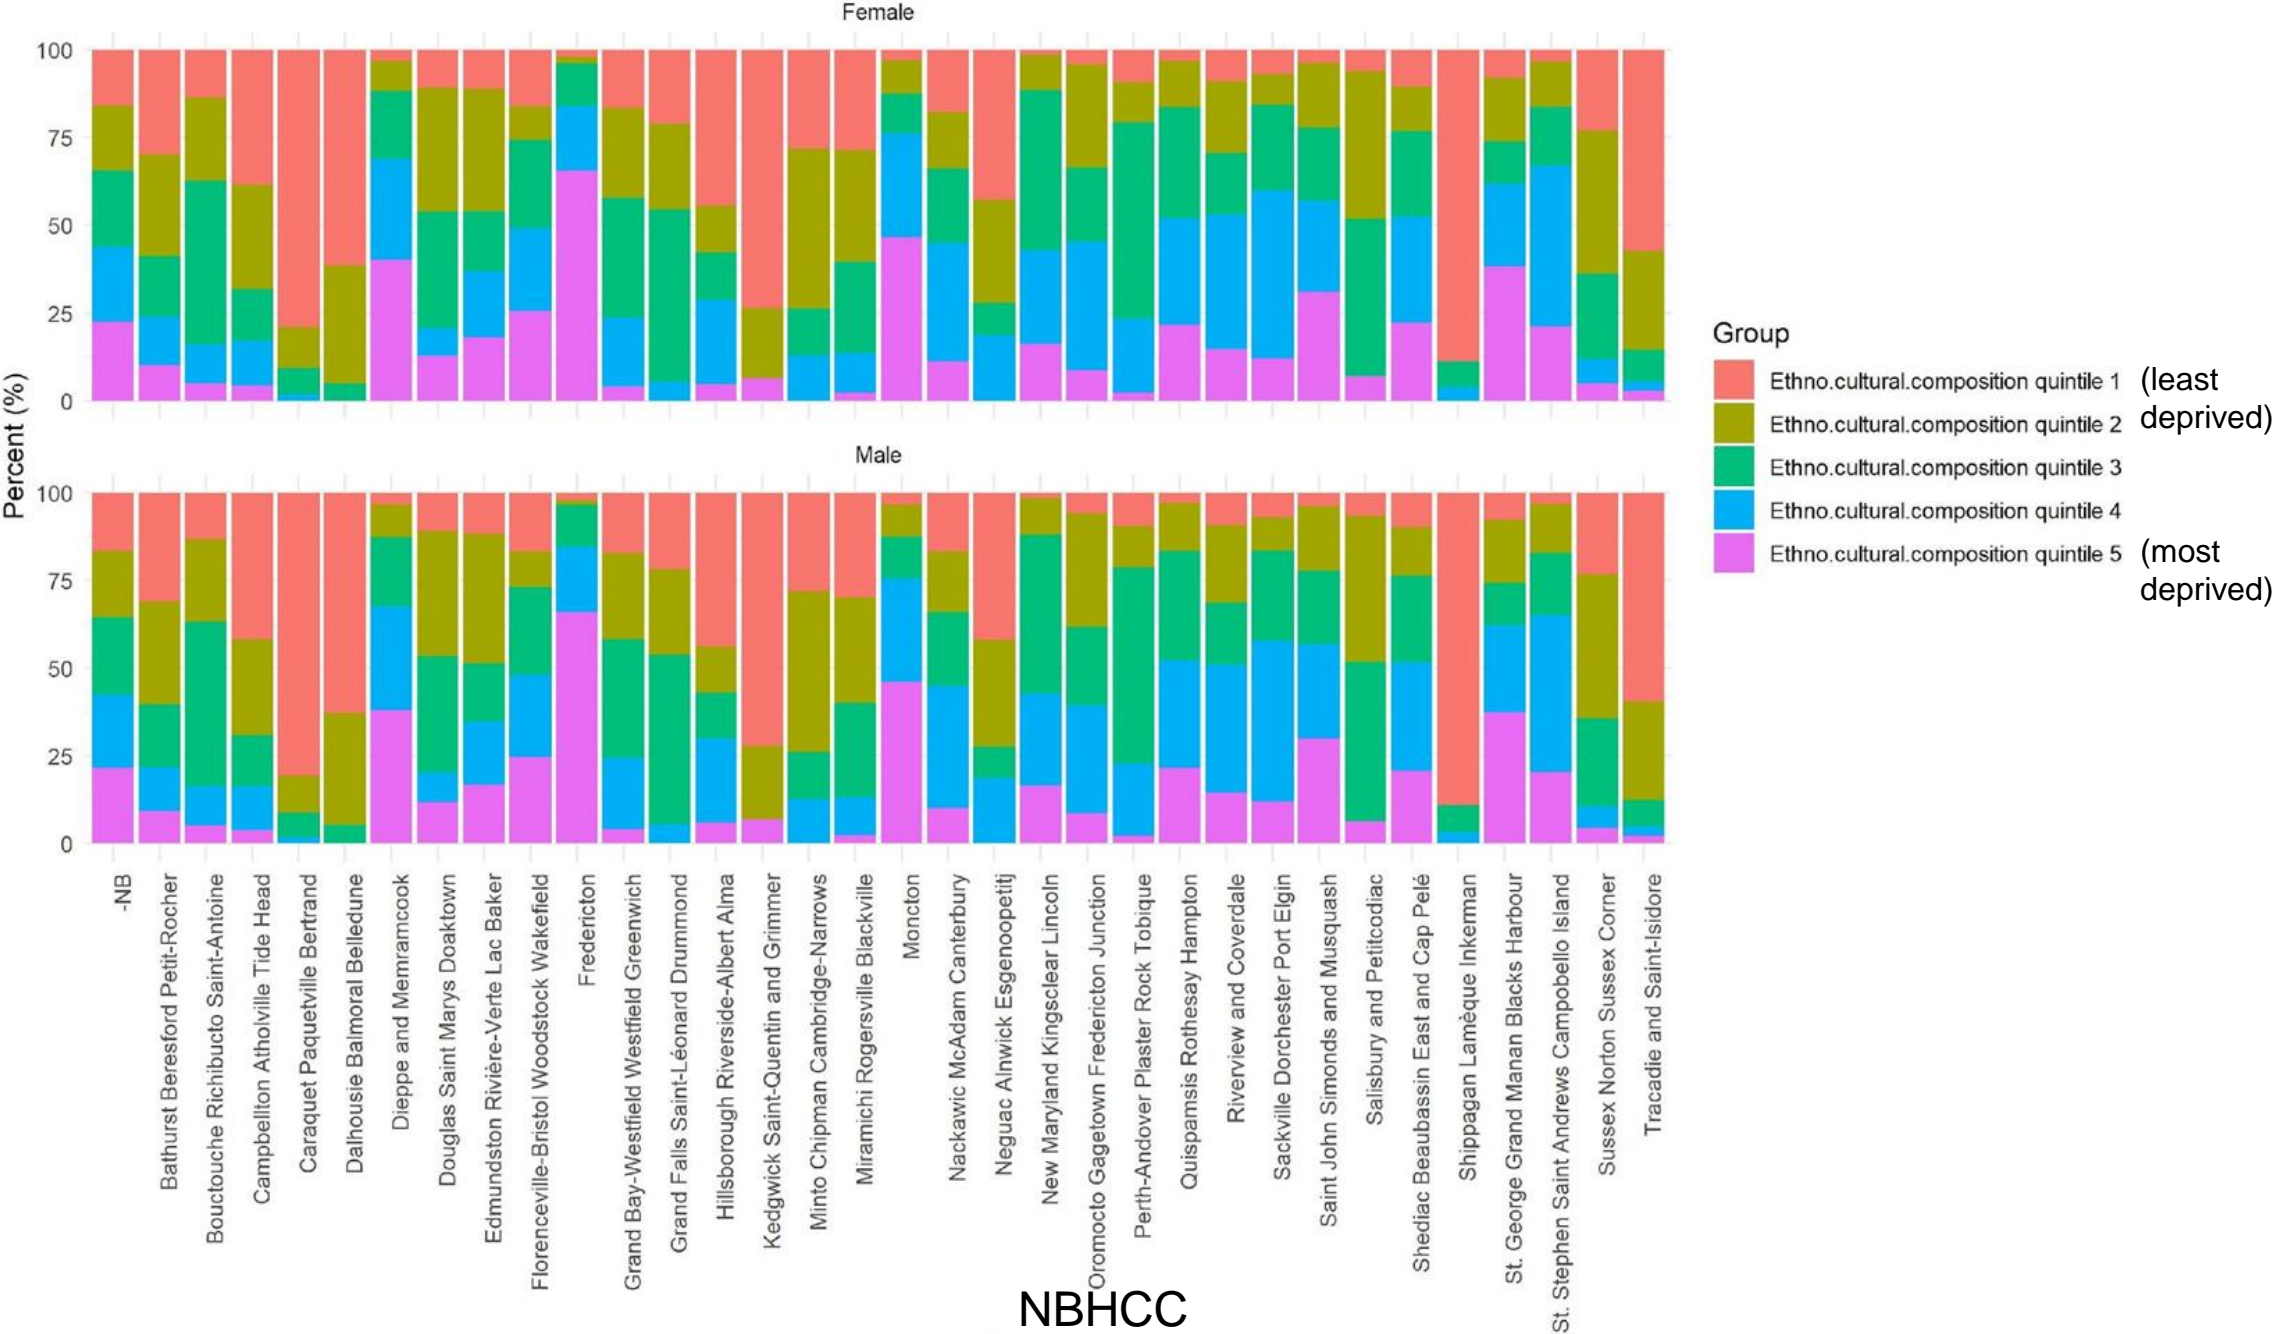 Female
100
75
50
25
0
Percent (%)
Male
100
75
50
25
0
-NB
Bathurst Beresford Petit-Rocher
Bouctouche Richibucto Saint-Antoine
Campbellton Atholville Tide Head
Caraquet Paquetville Bertrand
Dalhousie Balmoral Belledune
Dieppe and Memramcook
Douglas Saint Marys Doaktown
Edmundston Rivière-Verte Lac Baker
Florenceville-Bristol Woodstock Wakefield
Fredericton
Grand Bay-Westfield Westfield Greenwich
Grand Falls Saint-Léonard Drummond
Hillsborough Riverside-Albert Alma
Kedgwick Saint-Quentin and Grimmer
Minto Chipman Cambridge-Narrows
Miramichi Rogersville Blackville
Moncton
Nackawic McAdam Canterbury
Neguac Alnwick Esgenoopetitj
New Maryland Kingsclear Lincoln
Oromocto Gagetown Fredericton Junction
Perth-Andover Plaster Rock Tobique
Quispamsis Rothesay Hampton
Riverview and Coverdale
Sackville Dorchester Port Elgin
Saint John Simonds and Musquash
Salisbury and Petitcodiac
Shediac Beaubassin East and Cap Pelé
Shippagan Lamèque Inkerman
St. George Grand Manan Blacks Harbour
St. Stephen Saint Andrews Campobello Island
Sussex Norton Sussex Corner
Tracadie and Saint-Isidore
NBHCC
Group
Ethno.cultural.composition quintile 1 (least
deprived)
Ethno.cultural.composition quintile 2
Ethno.cultural.composition quintile 3
Ethno.cultural.composition quintile 4
Ethno.cultural.composition quintile 5 (most
deprived)